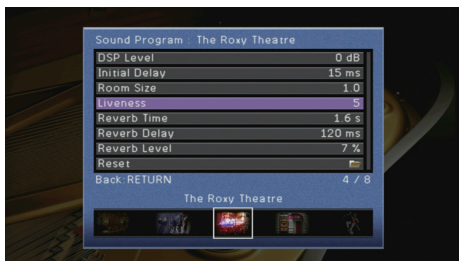 Sound Program : The Roxy Theatre
DSP Level 0 dB
Initial Delay 15 ms
Room Size 1.0
Liveness 5
Reverb Time 1.6 s
Reverb Delay 120 ms
Reverb Level 7 %
Reset
Back: RETURN 4 / 8
The Roxy Theatre